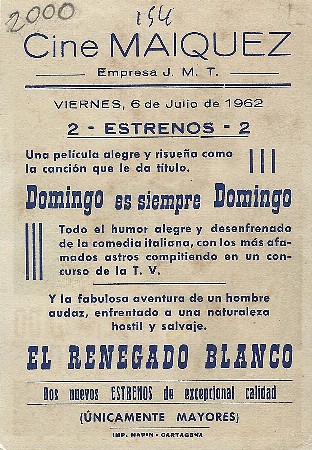 2000 154
Cine MAIQUEZ
Empresa J. M. T.
VIERNES, 6 de Julio de 1962
2 - ESTRENOS - 2
Una película alegre y risueña como
la canción que le da título.
Domingo es siempre Domingo
Todo el humor alegre y desenfrenado
de la comedia italiana, con los más afa-
mados astros compitiendo en un con-
curso de la T. V.
Y la fabulosa aventura de un hombre
audaz, enfrentado a una naturaleza
hostil y salvaje.
EL RENEGADO BLANCO
Dos nuevos ESTRENOS de excepcional calidad
(ÚNICAMENTE MAYORES)
IMP. MARIN - CARTAGENA